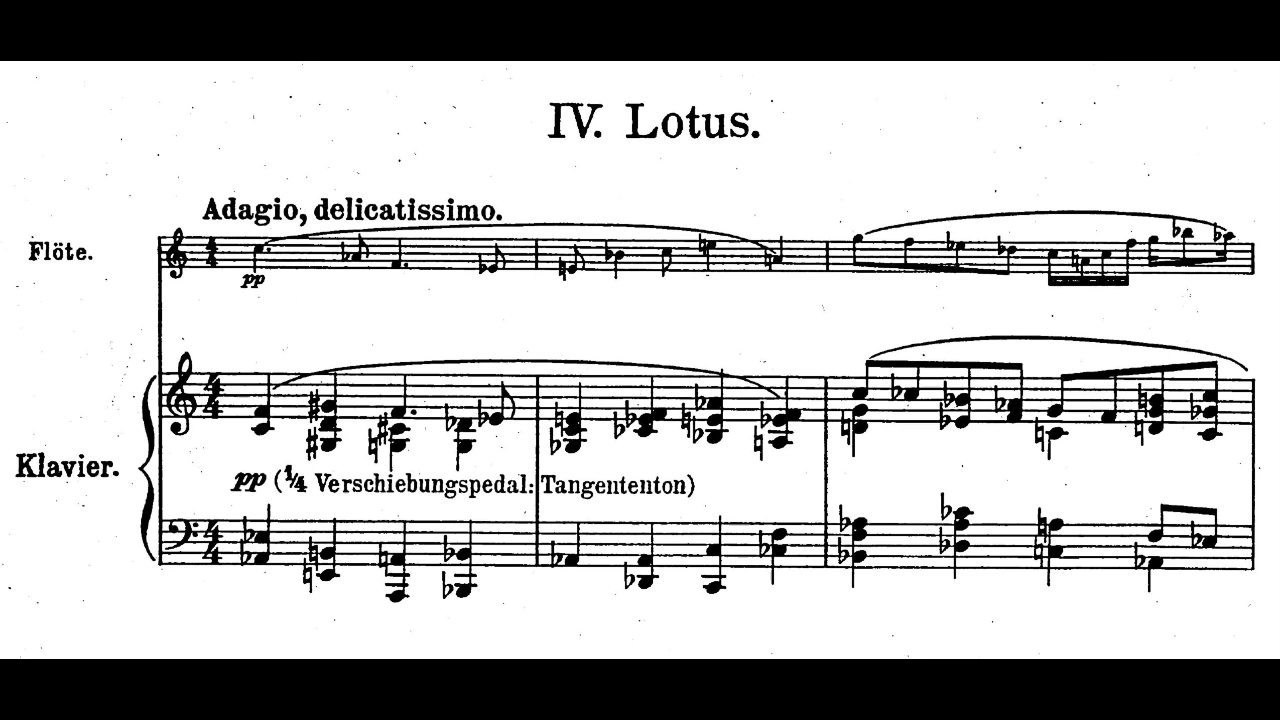 IV. Lotus.
Adagio, delicatissimo.
Flöte.
pp
Klavier.
pp (¼ Verschiebungspedal: Tangententon)